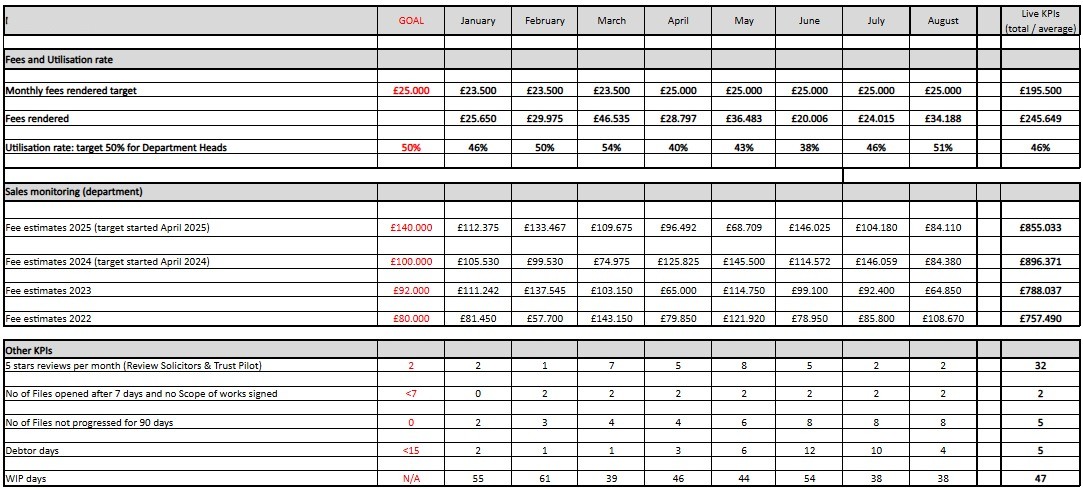 GOAL January February March April May June July August Live KPIs
(total / average)
Fees and Utilisation rate
Monthly fees rendered target £25.000 £23.500 £23.500 £23.500 £25.000 £25.000 £25.000 £25.000 £25.000 £195.500
Fees rendered £25.650 £29.975 £46.535 £28.797 £36.483 £20.006 £24.015 £34.188 £245.649
Utilisation rate: target 50% for Department Heads 50% 46% 50% 54% 40% 43% 38% 46% 51% 46%
Sales monitoring (department)
Fee estimates 2025 (target started April 2025) £140.000 £112.375 £133.467 £109.675 £96.492 £68.709 £146.025 £104.180 £84.110 £855.033
Fee estimates 2024 (target started April 2024) £100.000 £105.530 £99.530 £74.975 £125.825 £145.500 £114.572 £146.059 £84.380 £896.371
Fee estimates 2023 £92.000 £111.242 £137.545 £103.150 £65.000 £114.750 £99.100 £92.400 £64.850 £788.037
Fee estimates 2022 £80.000 £81.450 £57.700 £143.150 £79.850 £121.920 £78.950 £85.800 £108.670 £757.490
Other KPIs
5 stars reviews per month (Review Solicitors & Trust Pilot) 2 2 1 7 5 8 5 2 2 32
No of Files opened after 7 days and no Scope of works signed <7 0 2 2 2 2 2 2 2 2
No of Files not progressed for 90 days 0 2 3 4 4 6 8 8 8 5
Debtor days <15 2 1 1 3 6 12 10 4 5
WIP days N/A 55 61 39 46 44 54 38 38 47